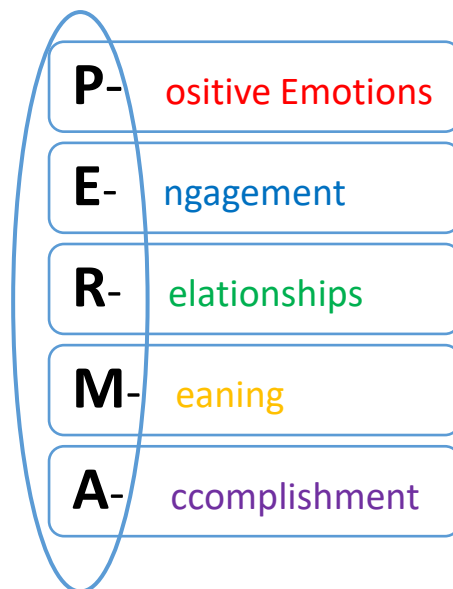 P- ositive Emotions
E- ngagement
R- elationships
M- eaning
A- ccomplishment